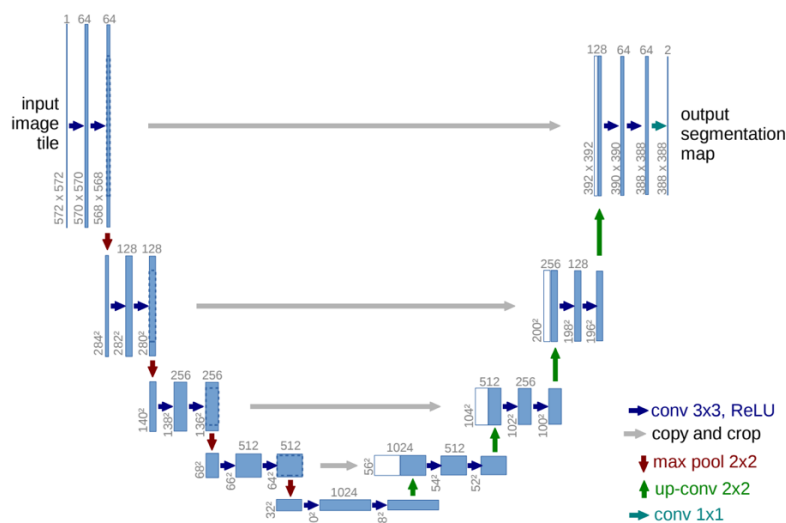 1 64 64
input
image
tile
572 x 572
570 x 570
568 x 568
128 64 64 2
output
segmentation
map
392 x 392
390 x 390
388 x 388
388 x 388
128 128
284²
282²
280²
256 128
200²
198²
196²
256 256
140²
138²
136²
512 256
104²
102²
100²
512 512
68²
66²
64²
1024 512
56²
54²
52²
1024
32²
0²
8²
conv 3x3, ReLU
copy and crop
max pool 2x2
up-conv 2x2
conv 1x1